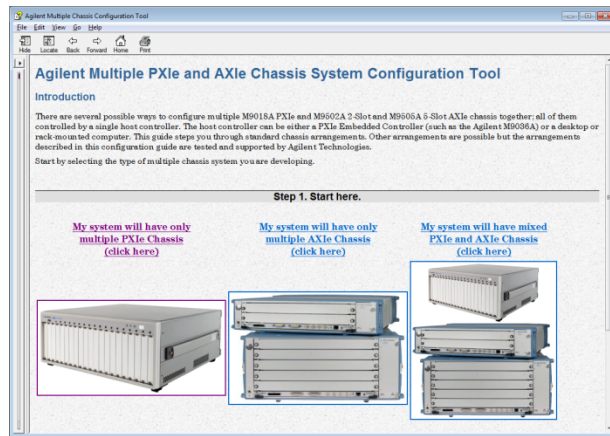 Agilent Multiple Chassis Configuration Tool
File Edit View Go Help
Hide Locate Back Forward Home Print
Agilent Multiple PXIe and AXIe Chassis System Configuration Tool
Introduction
There are several possible ways to configure multiple M9018A PXIe and M9502A 2-Slot and M9505A 5-Slot AXIe chassis together; all of them
controlled by a single host controller. The host controller can be either a PXIe Embedded Controller (such as the Agilent M9036A) or a desktop or
rack-mounted computer. This guide steps you through standard chassis arrangements. Other arrangements are possible but the arrangements
described in this configuration guide are tested and supported by Agilent Technologies.
Start by selecting the type of multiple chassis system you are developing.
Step 1. Start here.
My system will have only
multiple PXIe Chassis
(click here)
My system will have only
multiple AXIe Chassis
(click here)
My system will have mixed
PXIe and AXIe Chassis
(click here)